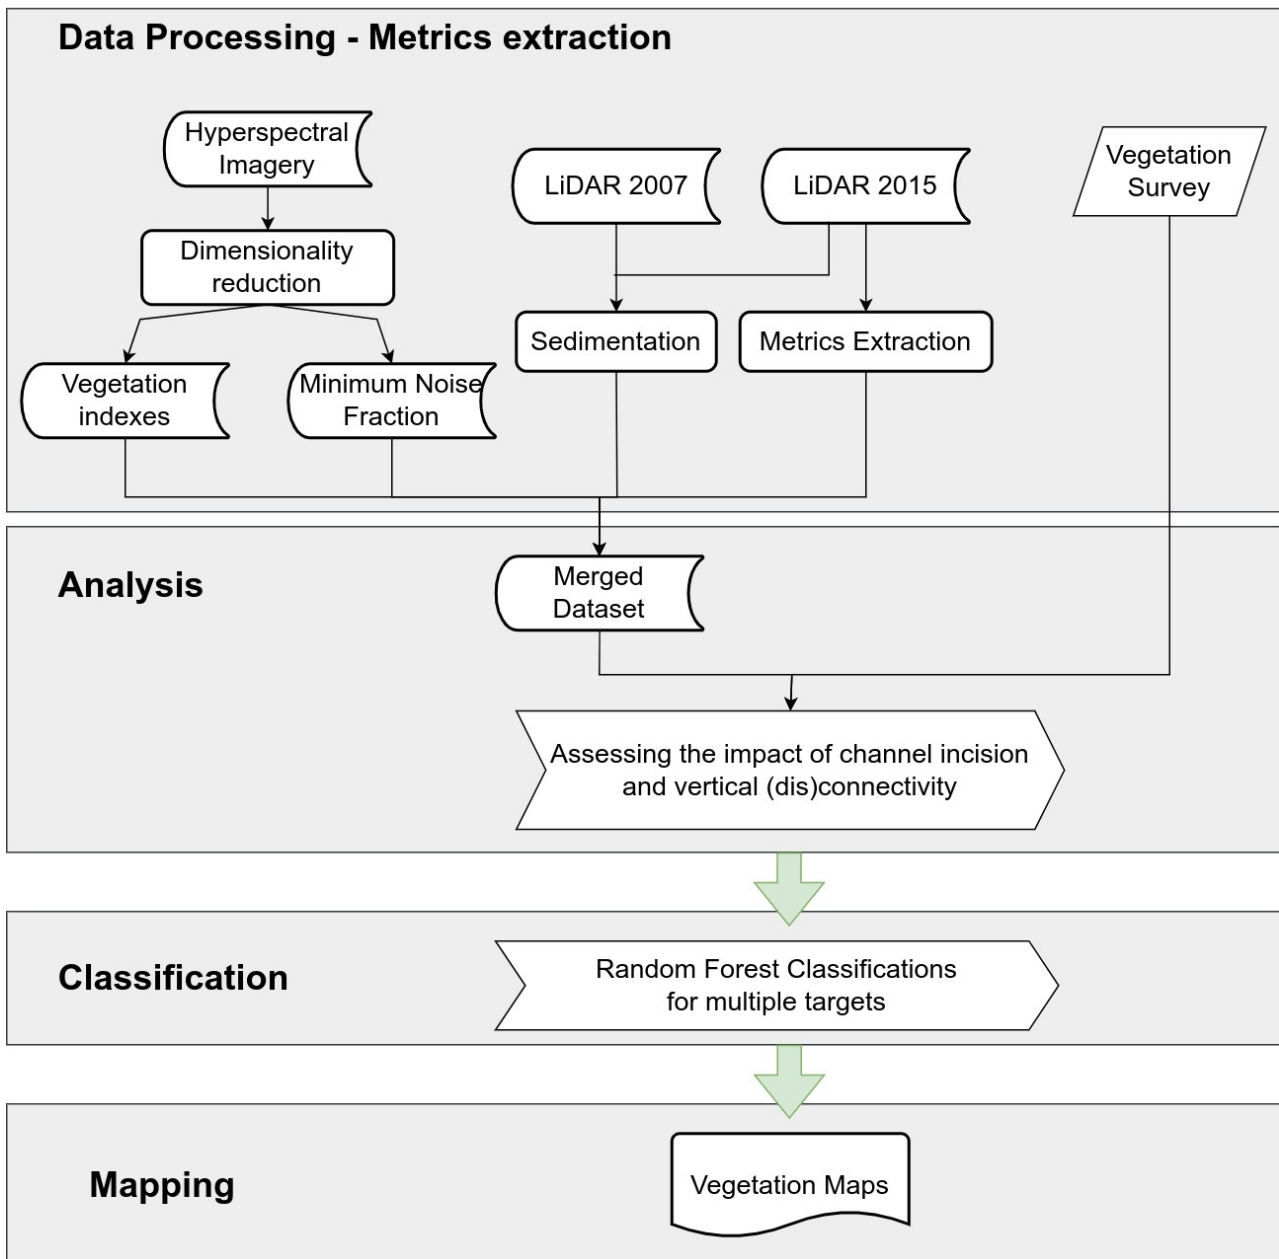 Data Processing - Metrics extraction
Hyperspectral
Imagery
LiDAR 2007
LiDAR 2015
Vegetation
Survey
Dimensionality
reduction
Sedimentation
Metrics Extraction
Vegetation
indexes
Minimum Noise
Fraction
Analysis
Merged
Dataset
Assessing the impact of channel incision
and vertical (dis)connectivity
Classification
Random Forest Classifications
for multiple targets
Mapping
Vegetation Maps